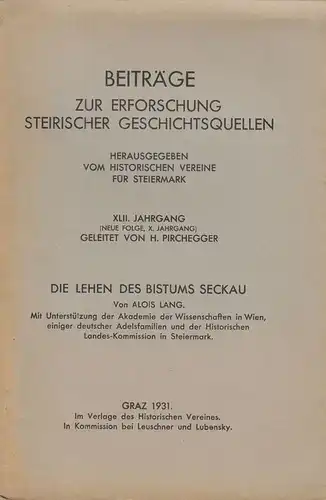 BEITRÄGE
ZUR ERFORSCHUNG
STEIRISCHER GESCHICHTSQUELLEN
HERAUSGEGEBEN
VOM HISTORISCHEN VEREINE
FÜR STEIERMARK
XLII. JAHRGANG
(NEUE FOLGE, X. JAHRGANG)
GELEITET VON H. PIRCHEGGER
DIE LEHEN DES BISTUMS SECKAU
Von ALOIS LANG.
Mit Unterstützung der Akademie der Wissenschaften in Wien,
einiger deutscher Adelsfamilien und der Historischen
Landes-Kommission in Steiermark.
GRAZ 1931.
Im Verlage des Historischen Vereines.
In Kommission bei Leuschner und Lubensky.